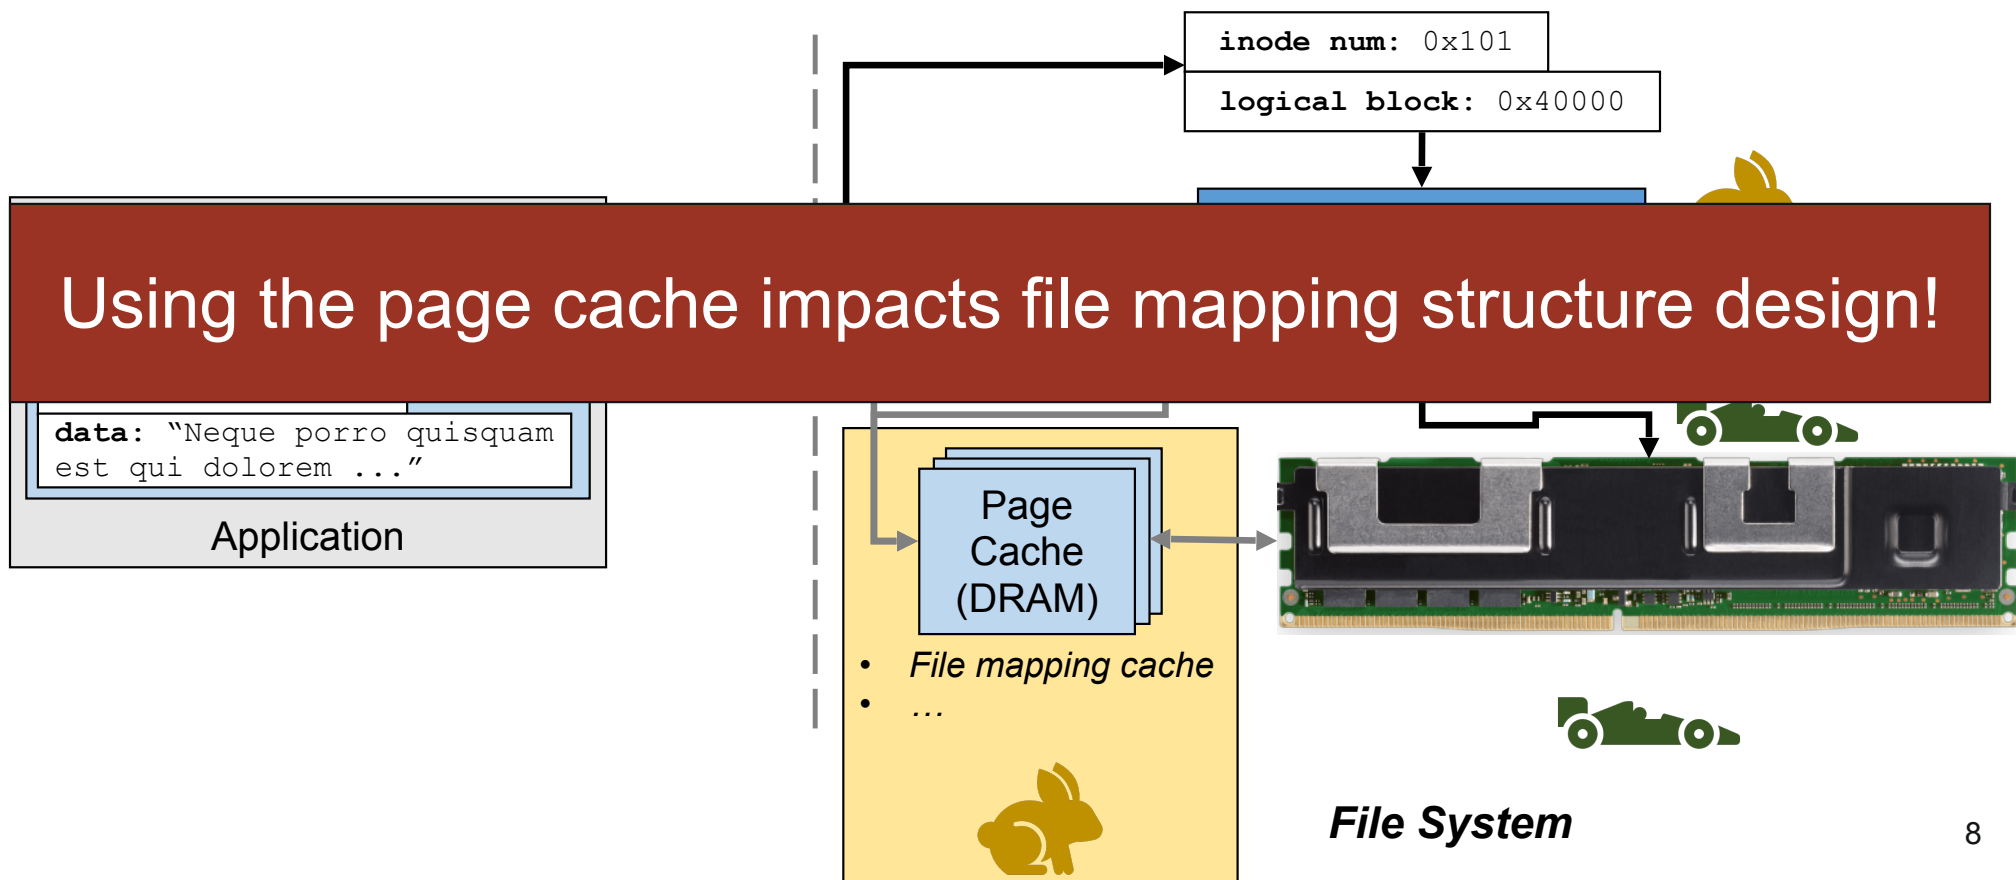 inode num: 0x101
logical block: 0x40000
Using the page cache impacts file mapping structure design!
data: “Neque porro quisquam
est qui dolorem ...”
Application
Page
Cache
(DRAM)
• File mapping cache
• …
File System
8